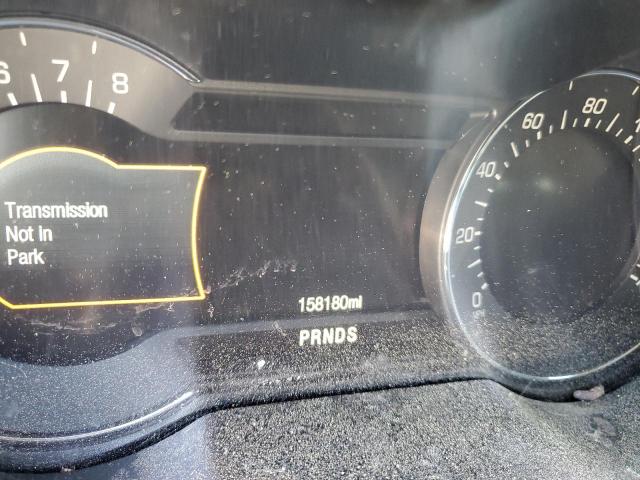 6 7 8
Transmission
Not In
Park
158180mi
PRNDS
0 20 40 60 80